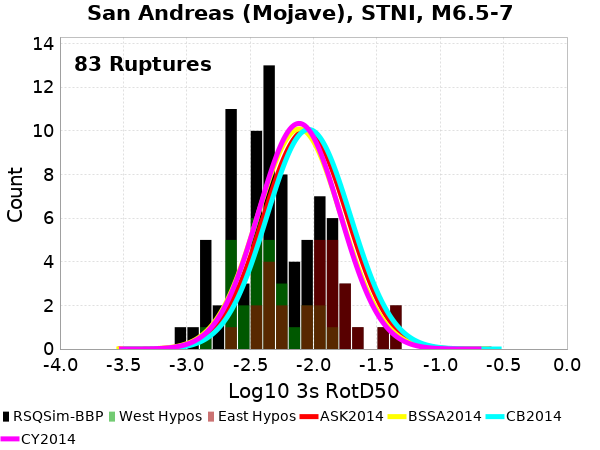 San Andreas (Mojave), STNI, M6.5-7
83 Ruptures
Count
14
12
10
8
6
4
2
0
-4.0 -3.5 -3.0 -2.5 -2.0 -1.5 -1.0 -0.5 0.0
Log10 3s RotD50
RSQSim-BBP West Hypos East Hypos ASK2014 BSSA2014 CB2014
CY2014